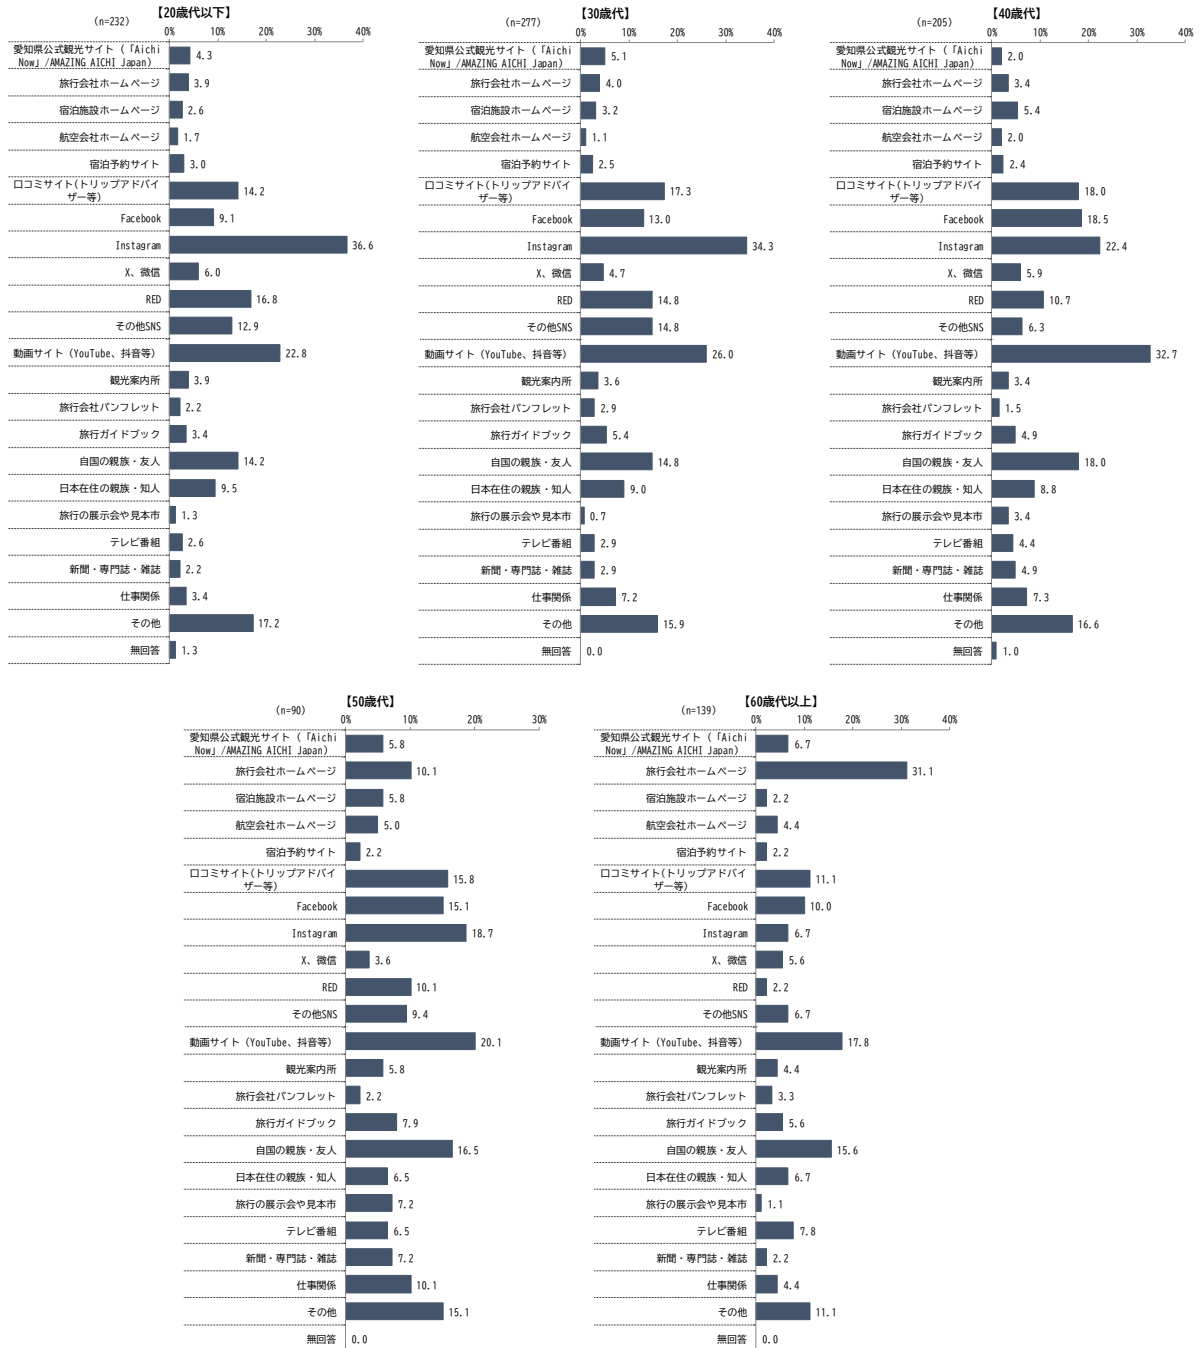 【20歳代以下】
(n=232)
0% 10% 20% 30% 40%
愛知県公式観光サイト（「Aichi
Now」/AMAZING AICHI Japan） 4.3
旅行会社ホームページ 3.9
宿泊施設ホームページ 2.6
航空会社ホームページ 1.7
宿泊予約サイト 3.0
口コミサイト(トリップアドバイ
ザー等) 14.2
Facebook 9.1
Instagram 36.6
X、微信 6.0
RED 16.8
その他SNS 12.9
動画サイト（YouTube、抖音等） 22.8
観光案内所 3.9
旅行会社パンフレット 2.2
旅行ガイドブック 3.4
自国の親族・友人 14.2
日本在住の親族・知人 9.5
旅行の展示会や見本市 1.3
テレビ番組 2.6
新聞・専門誌・雑誌 2.2
仕事関係 3.4
その他 17.2
無回答 1.3
【30歳代】
(n=277)
0% 10% 20% 30% 40%
愛知県公式観光サイト（「Aichi
Now」/AMAZING AICHI Japan） 5.1
旅行会社ホームページ 4.0
宿泊施設ホームページ 3.2
航空会社ホームページ 1.1
宿泊予約サイト 2.5
口コミサイト(トリップアドバイ
ザー等) 17.3
Facebook 13.0
Instagram 34.3
X、微信 4.7
RED 14.8
その他SNS 14.8
動画サイト（YouTube、抖音等） 26.0
観光案内所 3.6
旅行会社パンフレット 2.9
旅行ガイドブック 5.4
自国の親族・友人 14.8
日本在住の親族・知人 9.0
旅行の展示会や見本市 0.7
テレビ番組 2.9
新聞・専門誌・雑誌 2.9
仕事関係 7.2
その他 15.9
無回答 0.0
【40歳代】
(n=205)
0% 10% 20% 30% 40%
愛知県公式観光サイト（「Aichi
Now」/AMAZING AICHI Japan） 2.0
旅行会社ホームページ 3.4
宿泊施設ホームページ 5.4
航空会社ホームページ 2.0
宿泊予約サイト 2.4
口コミサイト(トリップアドバイ
ザー等) 18.0
Facebook 18.5
Instagram 22.4
X、微信 5.9
RED 10.7
その他SNS 6.3
動画サイト（YouTube、抖音等） 32.7
観光案内所 3.4
旅行会社パンフレット 1.5
旅行ガイドブック 4.9
自国の親族・友人 18.0
日本在住の親族・知人 8.8
旅行の展示会や見本市 3.4
テレビ番組 4.4
新聞・専門誌・雑誌 4.9
仕事関係 7.3
その他 16.6
無回答 1.0
【50歳代】
(n=90)
0% 10% 20% 30%
愛知県公式観光サイト（「Aichi
Now」/AMAZING AICHI Japan） 5.8
旅行会社ホームページ 10.1
宿泊施設ホームページ 5.8
航空会社ホームページ 5.0
宿泊予約サイト 2.2
口コミサイト(トリップアドバイ
ザー等) 15.8
Facebook 15.1
Instagram 18.7
X、微信 3.6
RED 10.1
その他SNS 9.4
動画サイト（YouTube、抖音等） 20.1
観光案内所 5.8
旅行会社パンフレット 2.2
旅行ガイドブック 7.9
自国の親族・友人 16.5
日本在住の親族・知人 6.5
旅行の展示会や見本市 7.2
テレビ番組 6.5
新聞・専門誌・雑誌 7.2
仕事関係 10.1
その他 15.1
無回答 0.0
【60歳代以上】
(n=139)
0% 10% 20% 30% 40%
愛知県公式観光サイト（「Aichi
Now」/AMAZING AICHI Japan） 6.7
旅行会社ホームページ 31.1
宿泊施設ホームページ 2.2
航空会社ホームページ 4.4
宿泊予約サイト 2.2
口コミサイト(トリップアドバイ
ザー等) 11.1
Facebook 10.0
Instagram 6.7
X、微信 5.6
RED 2.2
その他SNS 6.7
動画サイト（YouTube、抖音等） 17.8
観光案内所 4.4
旅行会社パンフレット 3.3
旅行ガイドブック 5.6
自国の親族・友人 15.6
日本在住の親族・知人 6.7
旅行の展示会や見本市 1.1
テレビ番組 7.8
新聞・専門誌・雑誌 2.2
仕事関係 4.4
その他 11.1
無回答 0.0